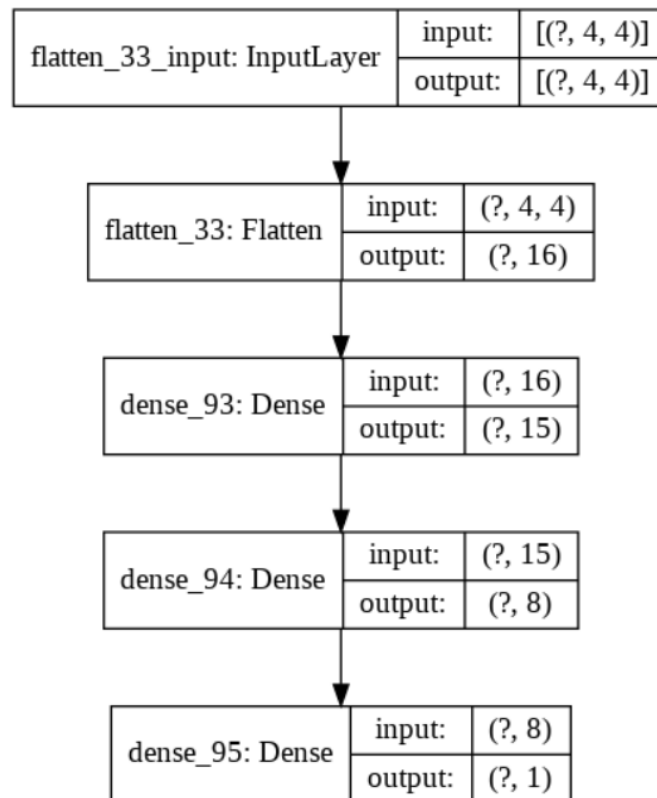 flatten_33_input: InputLayer
input: [(?, 4, 4)]
output: [(?, 4, 4)]
flatten_33: Flatten
input: (?, 4, 4)
output: (?, 16)
dense_93: Dense
input: (?, 16)
output: (?, 15)
dense_94: Dense
input: (?, 15)
output: (?, 8)
dense_95: Dense
input: (?, 8)
output: (?, 1)